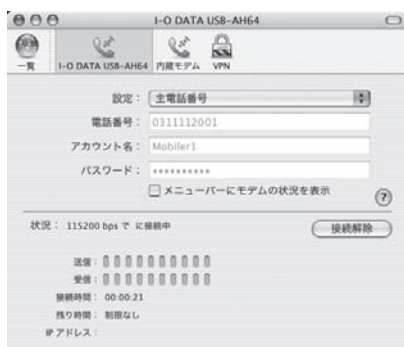 I-O DATA USB-AH64
一覧 I-O DATA USB-AH64 内蔵モデム VPN
設定： 主電話番号
電話番号： 0311112001
アカウント名： Mobiler1
パスワード： ••••••••••
メニューバーにモデムの状況を表示
?
状況： 115200 bps で に接続中 接続解除
送信：
受信：
接続時間： 00:00:21
残り時間： 制限なし
IP アドレス：